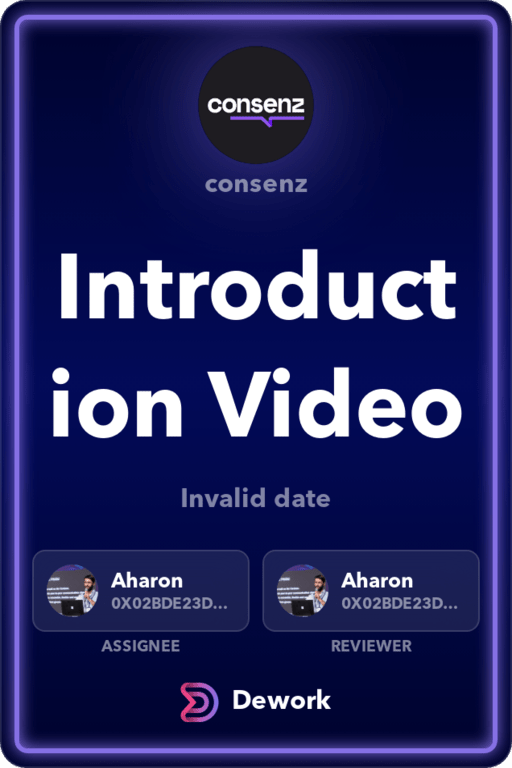 consenz
consenz
Introduct
ion Video
Invalid date
Aharon
0X02BDE23D...
Aharon
0X02BDE23D...
ASSIGNEE
REVIEWER
Dework